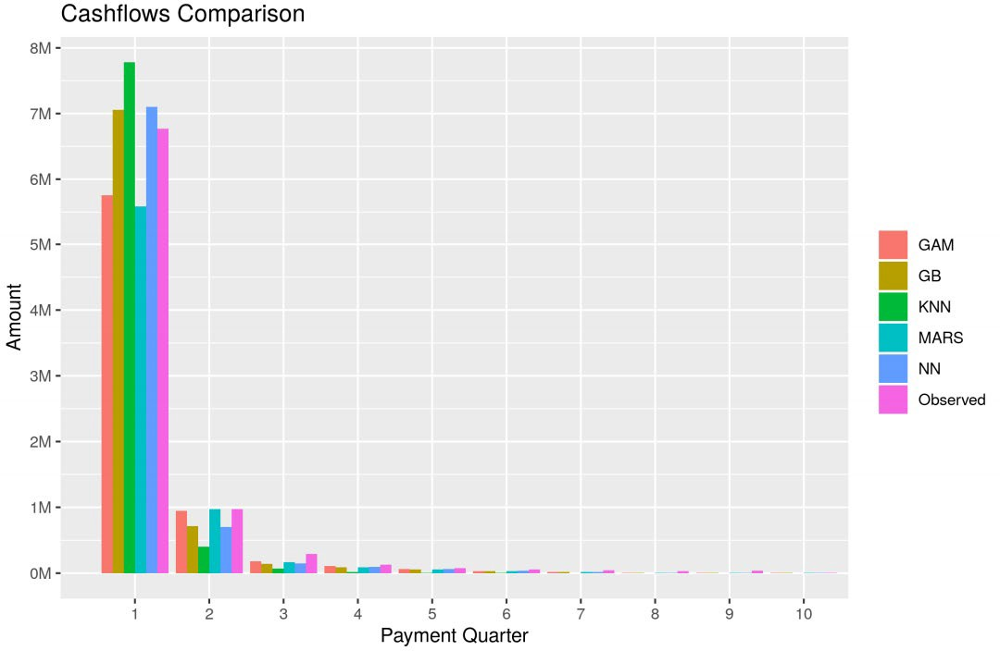 Cashflows Comparison
8M
7M
6M
5M
4M
3M
2M
1M
0M
Amount
1 2 3 4 5 6 7 8 9 10
Payment Quarter
GAM
GB
KNN
MARS
NN
Observed